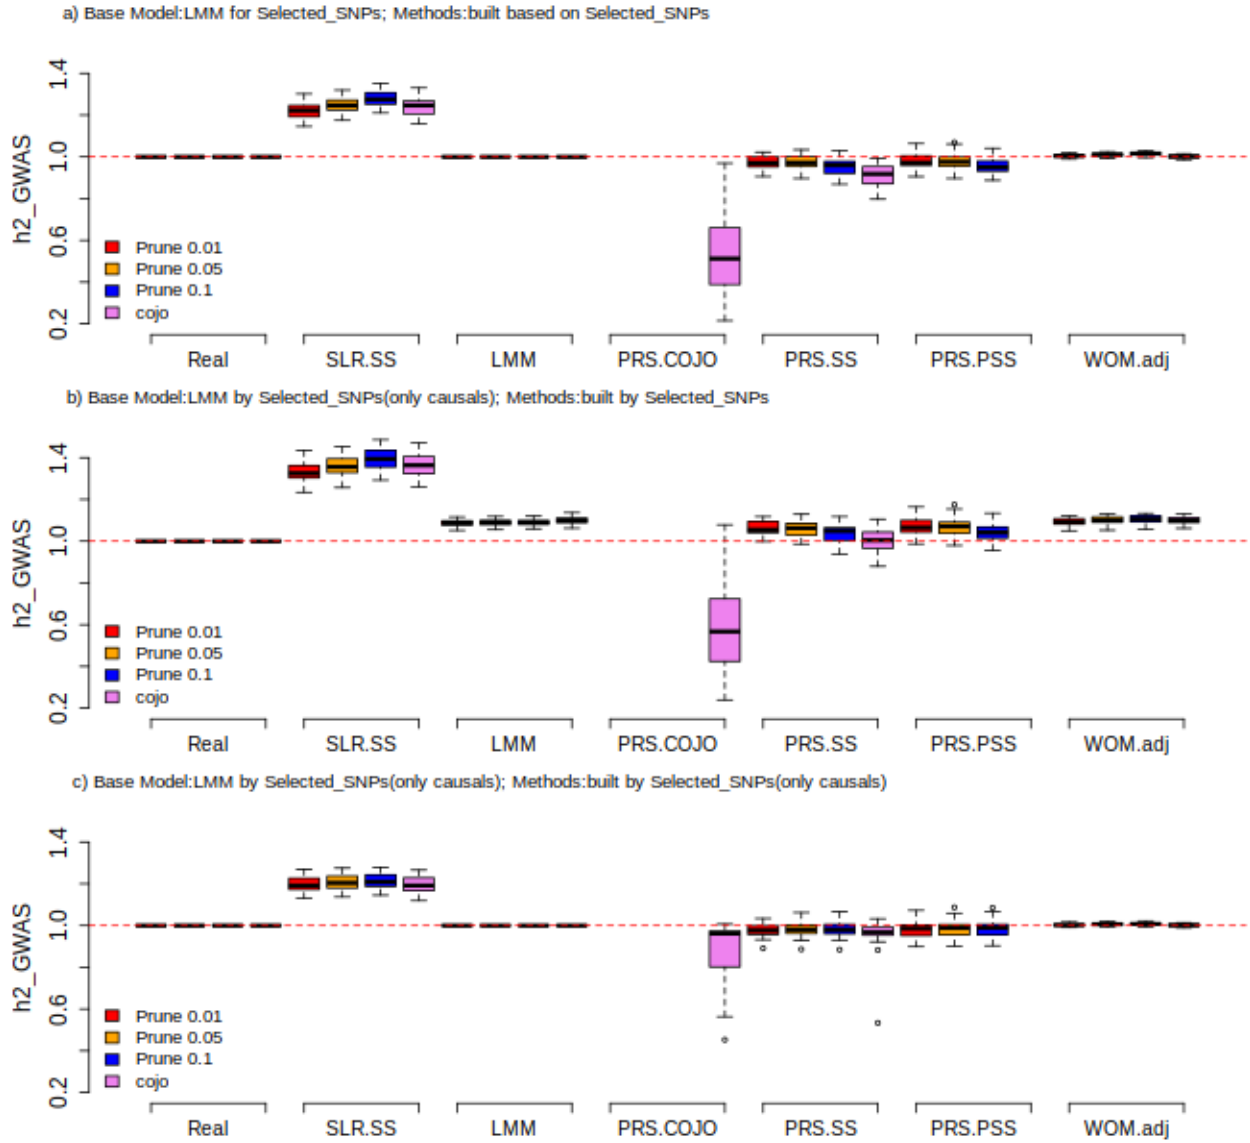 a) Base Model:LMM for Selected_SNPs; Methods:built based on Selected_SNPs
h2_GWAS
1.4
1.0
0.6
0.2
Prune 0.01
Prune 0.05
Prune 0.1
cojo
Real SLR.SS LMM PRS.COJO PRS.SS PRS.PSS WOM.adj
b) Base Model:LMM by Selected_SNPs(only causals); Methods:built by Selected_SNPs
h2_GWAS
1.4
1.0
0.6
0.2
Prune 0.01
Prune 0.05
Prune 0.1
cojo
Real SLR.SS LMM PRS.COJO PRS.SS PRS.PSS WOM.adj
c) Base Model:LMM by Selected_SNPs(only causals); Methods:built by Selected_SNPs(only causals)
h2_GWAS
1.4
1.0
0.6
0.2
Prune 0.01
Prune 0.05
Prune 0.1
cojo
Real SLR.SS LMM PRS.COJO PRS.SS PRS.PSS WOM.adj